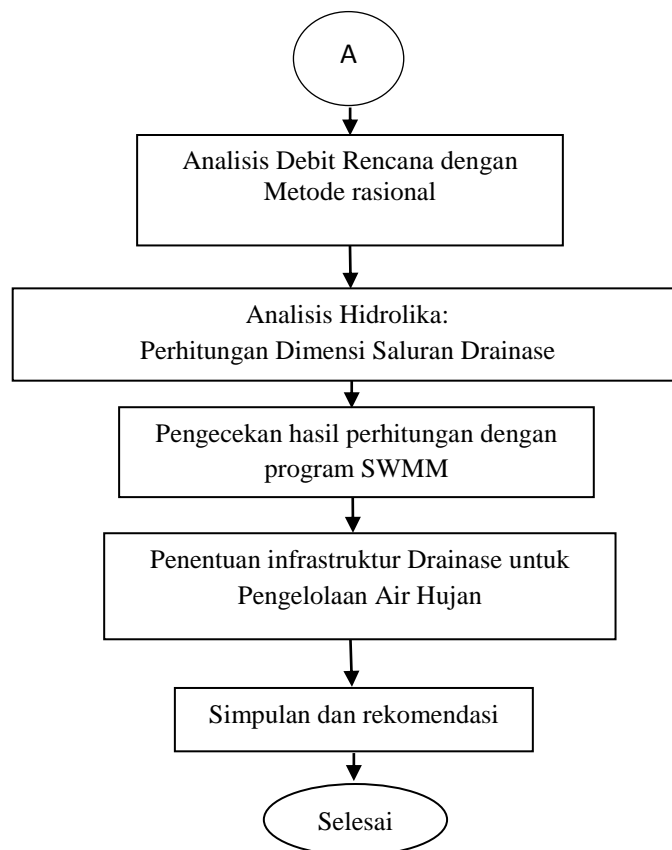 A
Analisis Debit Rencana dengan
Metode rasional
Analisis Hidrolika:
Perhitungan Dimensi Saluran Drainase
Pengecekan hasil perhitungan dengan
program SWMM
Penentuan infrastruktur Drainase untuk
Pengelolaan Air Hujan
Simpulan dan rekomendasi
Selesai